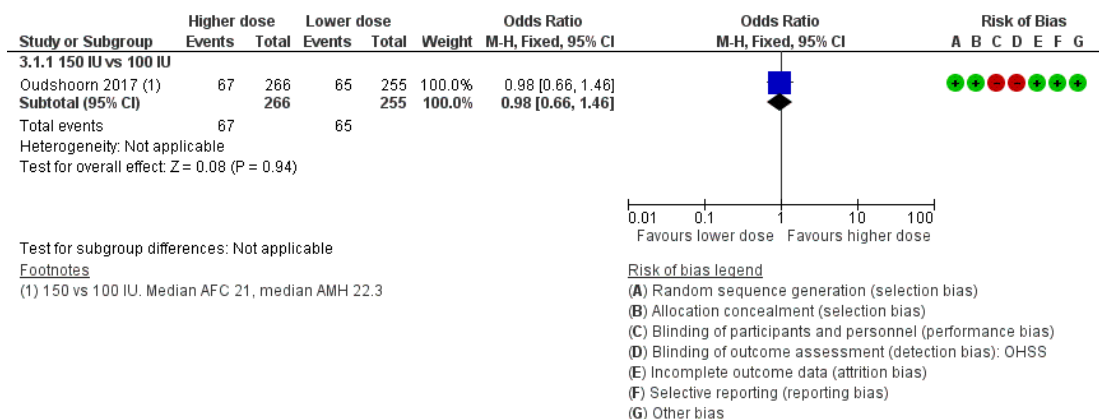 Higher dose Lower dose Odds Ratio Odds Ratio Risk of Bias
Study or Subgroup Events Total Events Total Weight M-H, Fixed, 95% CI M-H, Fixed, 95% CI A B C D E F G
3.1.1 150 IU vs 100 IU
Oudshoorn 2017 (1) 67 266 65 255 100.0% 0.98 [0.66, 1.46] + + - - + + +
Subtotal (95% CI) 266 255 100.0% 0.98 [0.66, 1.46]
Total events 67 65
Heterogeneity: Not applicable
Test for overall effect: Z = 0.08 (P = 0.94)
0.01 0.1 1 10 100
Favours lower dose Favours higher dose
Test for subgroup differences: Not applicable
Footnotes
(1) 150 vs 100 IU. Median AFC 21, median AMH 22.3
Risk of bias legend
(A) Random sequence generation (selection bias)
(B) Allocation concealment (selection bias)
(C) Blinding of participants and personnel (performance bias)
(D) Blinding of outcome assessment (detection bias): OHSS
(E) Incomplete outcome data (attrition bias)
(F) Selective reporting (reporting bias)
(G) Other bias